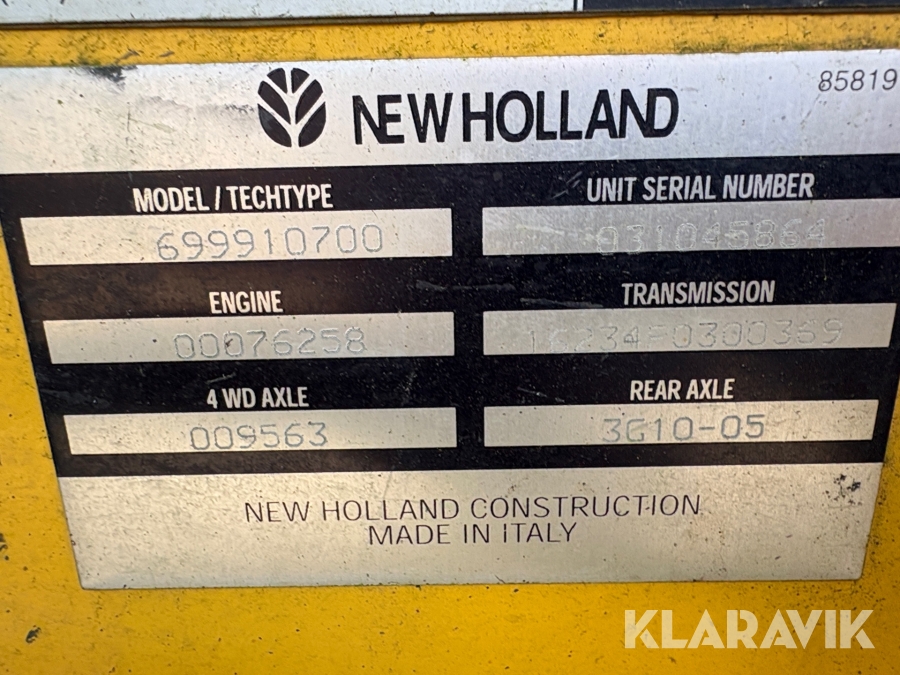 NEW HOLLAND
85819
MODEL / TECHTYPE
UNIT SERIAL NUMBER
699910700
031045864
ENGINE
TRANSMISSION
00076258
4 WD AXLE
REAR AXLE
009563
3G10-05
NEW HOLLAND CONSTRUCTION
MADE IN ITALY
KLARAVIK